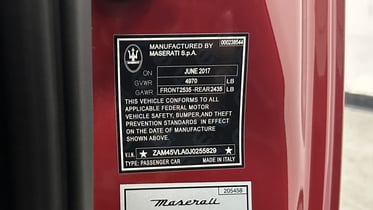 MANUFACTURED BY 000238544
MASERATI S.p.A.
ON JUNE 2017
GVWR 4970 LB
GAWR FRONT2535 -REAR2435 LB
THIS VEHICLE CONFORMS TO ALL
APPLICABLE FEDERAL MOTOR
VEHICLE SAFETY, BUMPER, AND THEFT
PREVENTION STANDARDS IN EFFECT
ON THE DATE OF MANUFACTURE
SHOWN ABOVE.
V.I.N. ★ ZAM45VLA0J0255829 ★
TYPE: PASSENGER CAR MADE IN ITALY
205458
Maserati